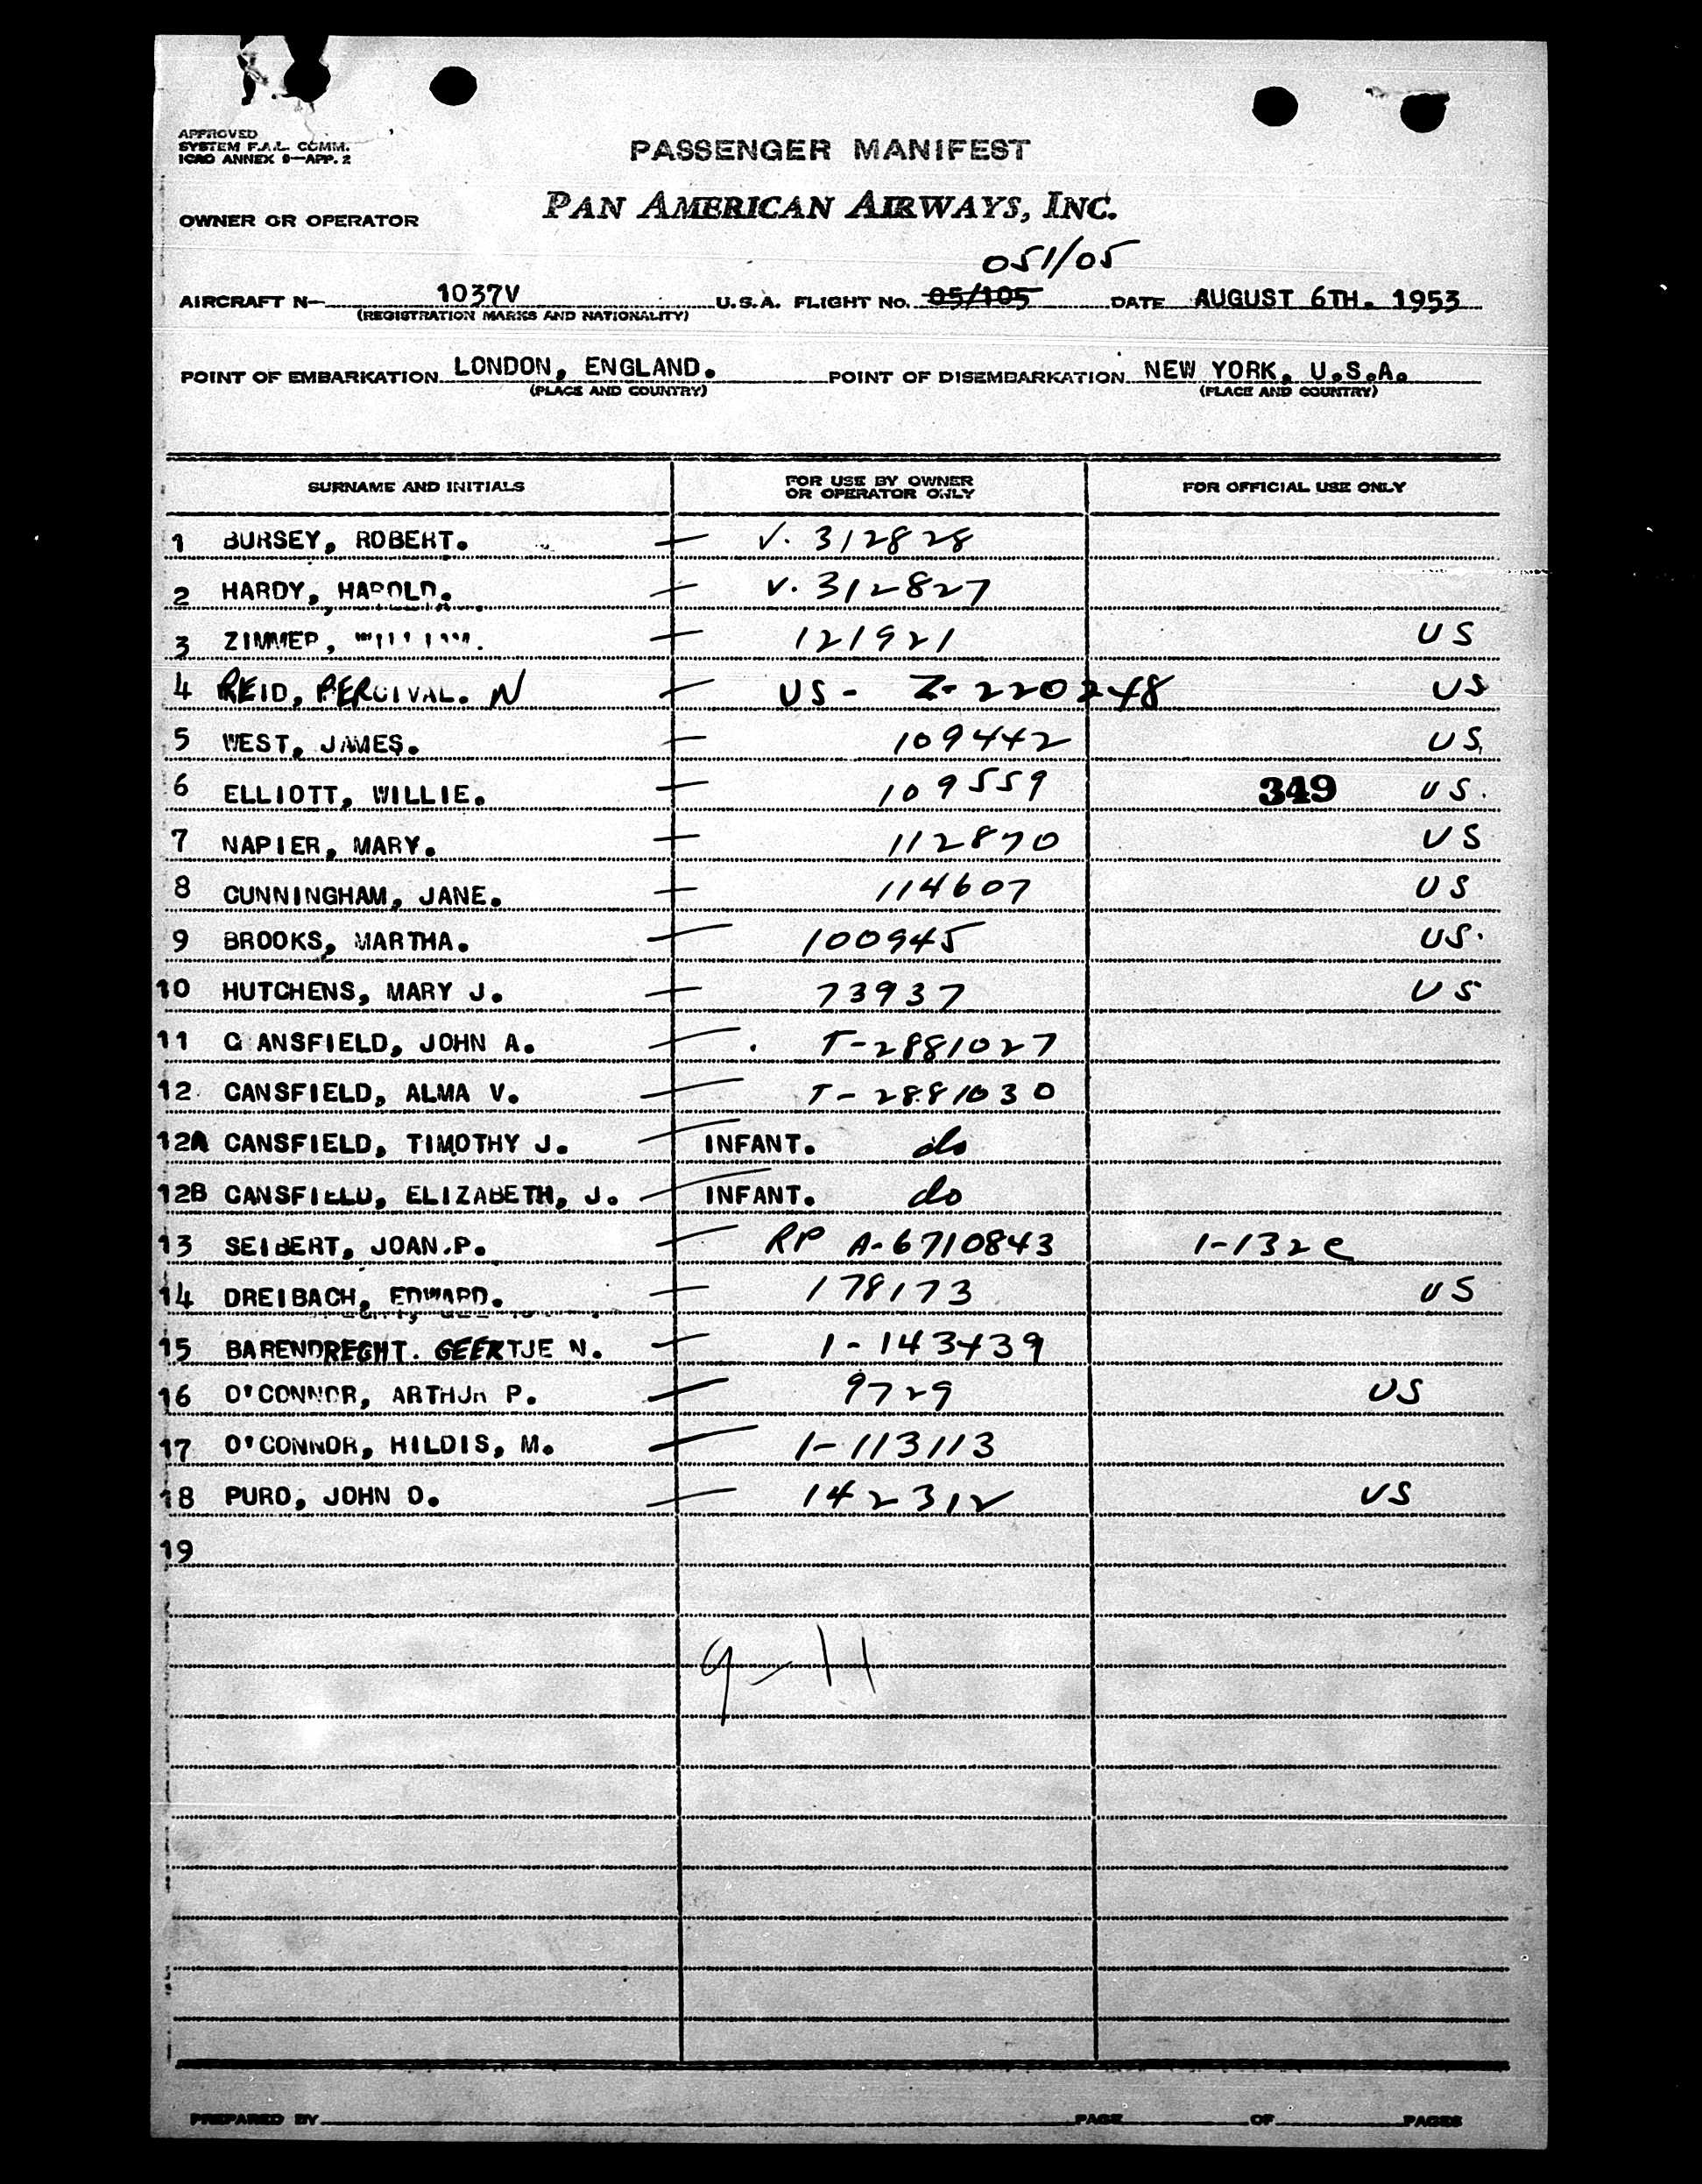 APPROVED
SYSTEM F.A.L. COMM.
ICAO ANNEX 9—APP. 2
PASSENGER MANIFEST
OWNER OR OPERATOR PAN AMERICAN AIRWAYS, INC.
051/05
AIRCRAFT N— 1037V U.S.A. FLIGHT NO. 05/105 DATE AUGUST 6TH. 1953
(REGISTRATION MARKS AND NATIONALITY)
POINT OF EMBARKATION LONDON, ENGLAND. POINT OF DISEMBARKATION NEW YORK, U.S.A.
(PLACE AND COUNTRY) (PLACE AND COUNTRY)
SURNAME AND INITIALS FOR USE BY OWNER OR OPERATOR ONLY FOR OFFICIAL USE ONLY
1 BURSEY, ROBERT. — V. 312828
2 HARDY, HAROLD. — V. 312827
3 ZIMMER, WILLIAM. — 121921 US
4 REID, PERCIVAL. N — US - Z-220248 US
5 WEST, JAMES. — 109442 US
6 ELLIOTT, WILLIE. — 109559 349 US.
7 NAPIER, MARY. — 112870 US
8 CUNNINGHAM, JANE. — 114607 US
9 BROOKS, MARTHA. — 100945 US.
10 HUTCHENS, MARY J. — 73937 US
11 CANSFIELD, JOHN A. — T-2881027
12 CANSFIELD, ALMA V. — T-2881030
12A CANSFIELD, TIMOTHY J. — INFANT. do
12B CANSFIELD, ELIZABETH, J. — INFANT. do
13 SEIBERT, JOAN.P. — RP A-6710843 1-132e
14 DREIBACH, EDWARD. — 178173 US
15 BARENDREGHT. GEERTJE N. — 1-143439
16 O'CONNOR, ARTHUR P. — 9729 US
17 O'CONNOR, HILDIS, M. — 1-113113
18 PURO, JOHN O. — 142312 US
19
9-11
PREPARED BY PAGE OF PAGES